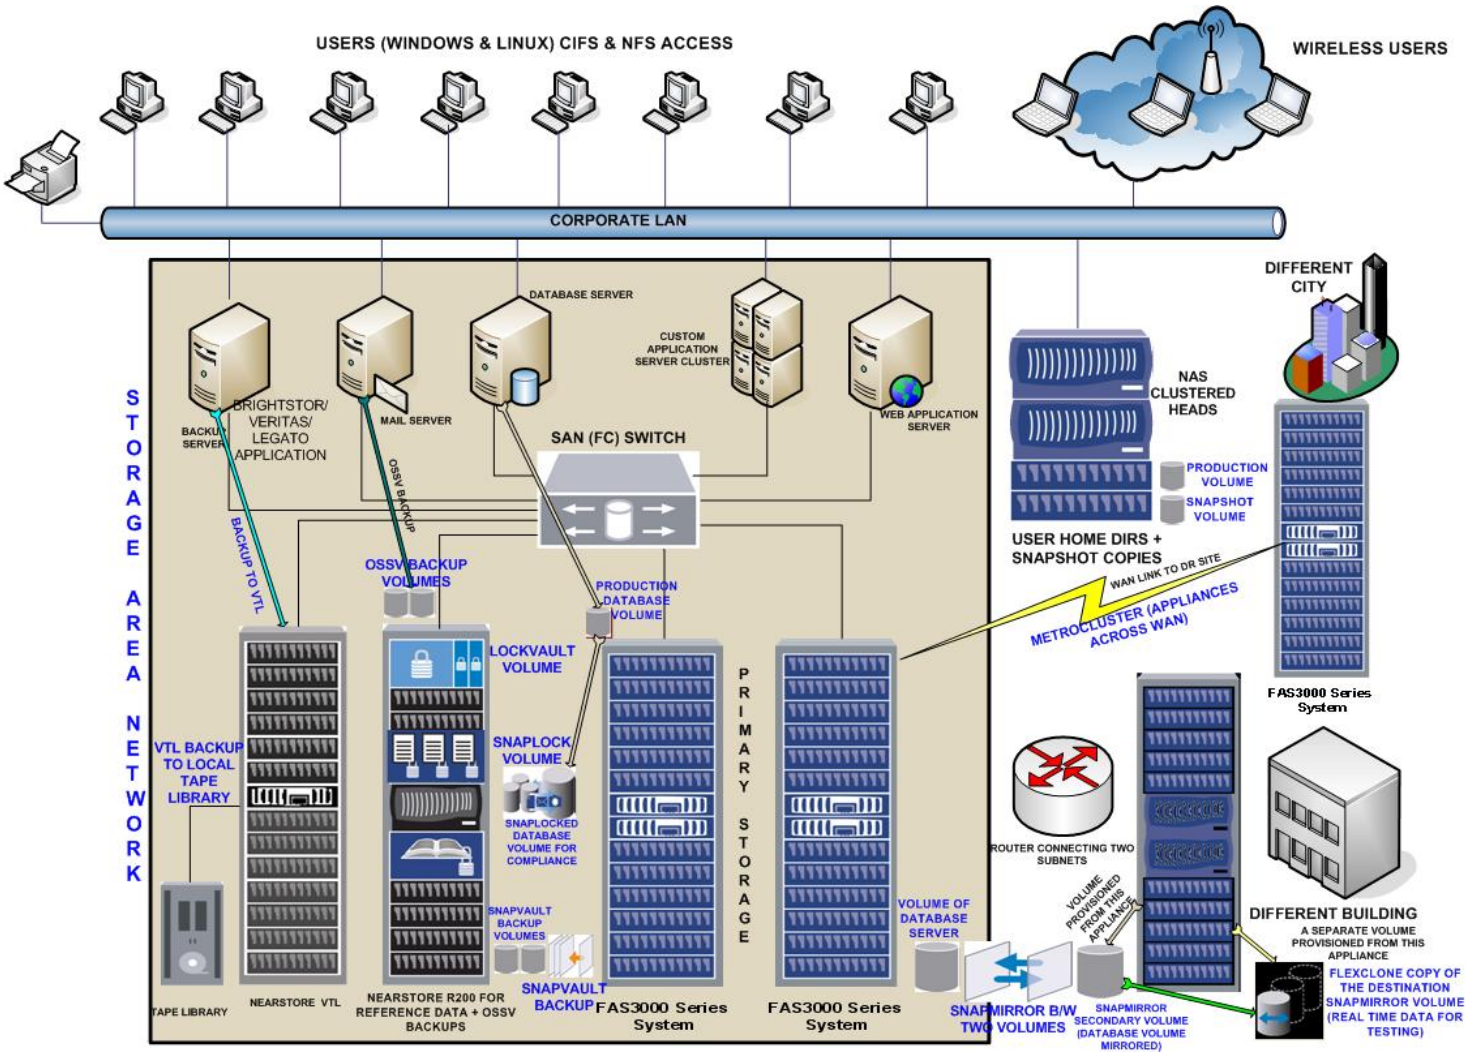 USERS (WINDOWS & LINUX) CIFS & NFS ACCESS
WIRELESS USERS
CORPORATE LAN
DIFFERENT
CITY
DATABASE SERVER
CUSTOM
APPLICATION
SERVER CLUSTER
NAS
CLUSTERED
HEADS
BRIGHTSTOR/
VERITAS/
LEGATO
APPLICATION
BACKUP
SERVER
MAIL SERVER
WEB APPLICATION
SERVER
SAN (FC) SWITCH
STORAGE AREA NETWORK
OSSV BACKUP
BACKUP TO VTL
PRODUCTION
VOLUME
SNAPSHOT
VOLUME
USER HOME DIRS +
SNAPSHOT COPIES
WAN LINK TO DR SITE
METROCLUSTER (APPLIANCES
ACROSS WAN)
OSSV BACKUP
VOLUMES
PRODUCTION
DATABASE
VOLUME
LOCKVAULT
VOLUME
PRIMARY STORAGE
FAS3000 Series
System
SNAPLOCK
VOLUME
VTL BACKUP
TO LOCAL
TAPE
LIBRARY
SNAPLOCKED
DATABASE
VOLUME FOR
COMPLIANCE
ROUTER CONNECTING TWO
SUBNETS
VOLUME
PROVISIONED
FROM THIS
APPLIANCE
VOLUME OF
DATABASE
SERVER
SNAPVAULT
BACKUP
VOLUMES
DIFFERENT BUILDING
A SEPARATE VOLUME
PROVISIONED FROM THIS
APPLIANCE
FLEXCLONE COPY OF
THE DESTINATION
SNAPMIRROR VOLUME
(REAL TIME DATA FOR
TESTING)
SNAPVAULT
BACKUP
TAPE LIBRARY
NEARSTORE VTL
NEARSTORE R200 FOR
REFERENCE DATA + OSSV
BACKUPS
FAS3000 Series
System
FAS3000 Series
System
SNAPMIRROR B/W
TWO VOLUMES
SNAPMIRROR
SECONDARY VOLUME
(DATABASE VOLUME
MIRRORED)